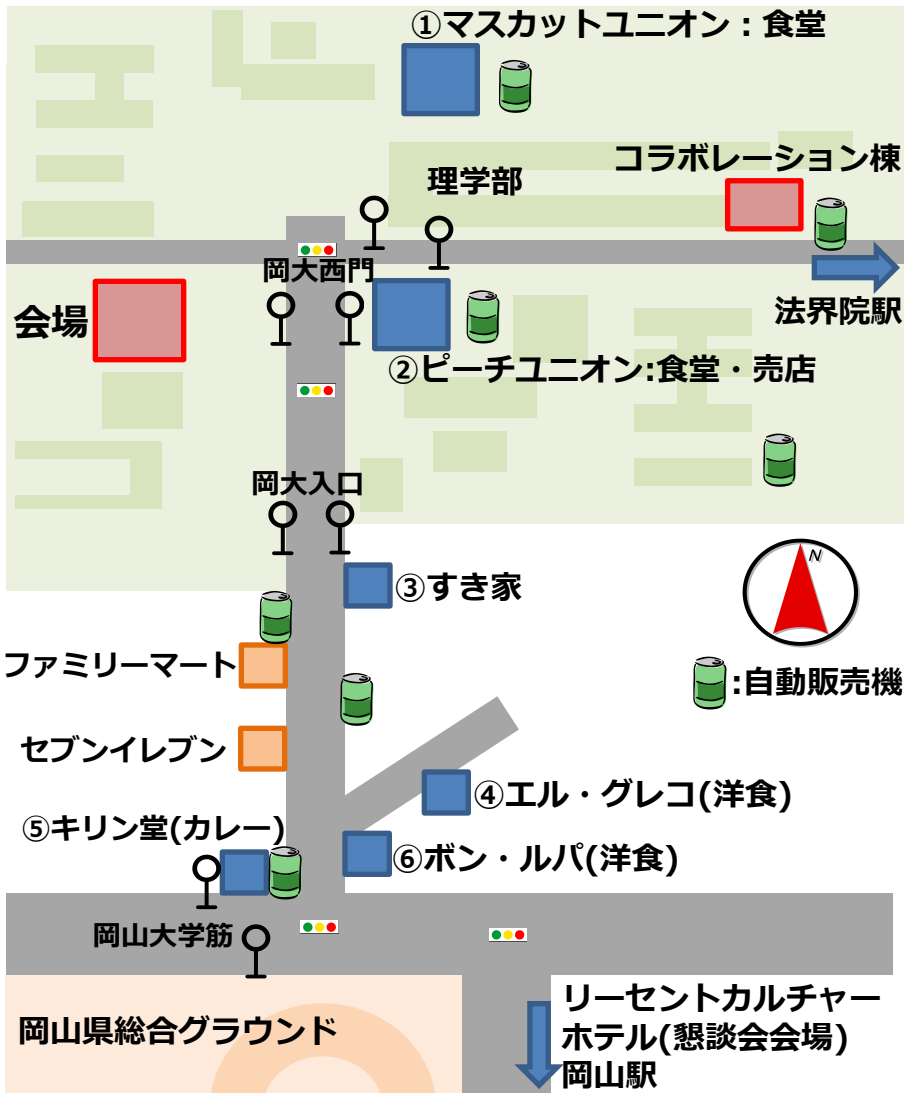 ①マスカットユニオン：食堂
コラボレーション棟
理学部
岡大西門
会場
法界院駅
②ピーチユニオン:食堂・売店
岡大入口
N
③すき家
ファミリーマート
:自動販売機
セブンイレブン
④エル・グレコ(洋食)
⑤キリン堂(カレー)
⑥ボン・ルパ(洋食)
岡山大学筋
リーセントカルチャー
ホテル(懇談会会場)
岡山駅
岡山県総合グラウンド